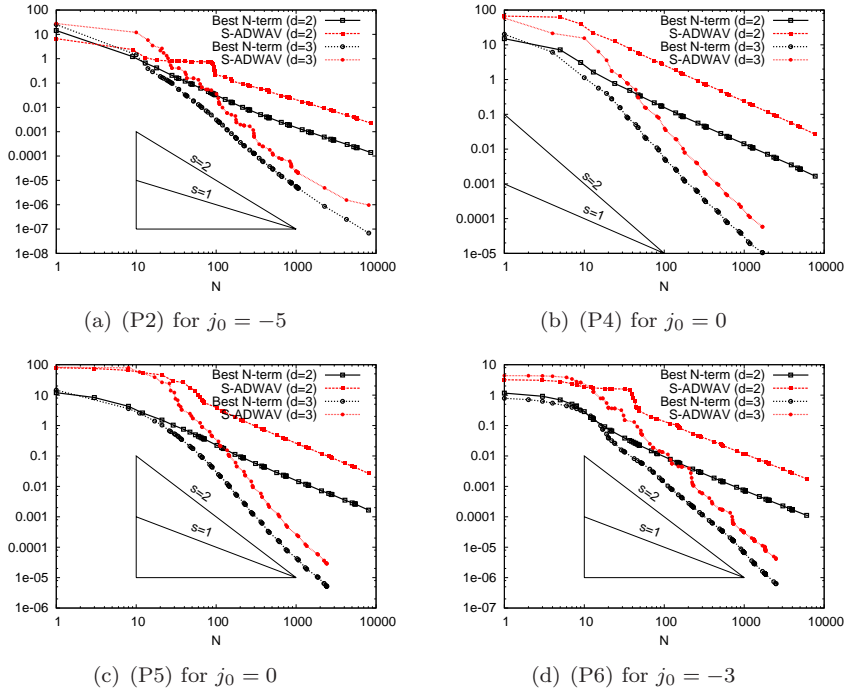 Best N-term (d=2)
S-ADWAV (d=2)
Best N-term (d=3)
S-ADWAV (d=3)
100
10
1
0.1
0.01
0.001
0.0001
1e-05
1e-06
1e-07
1e-08
s=2
s=1
1 10 100 1000 10000
N
(a) (P2) for j₀ = −5
Best N-term (d=2)
S-ADWAV (d=2)
Best N-term (d=3)
S-ADWAV (d=3)
100
10
1
0.1
0.01
0.001
0.0001
1e-05
s=2
s=1
1 10 100 1000 10000
N
(b) (P4) for j₀ = 0
Best N-term (d=2)
S-ADWAV (d=2)
Best N-term (d=3)
S-ADWAV (d=3)
100
10
1
0.1
0.01
0.001
0.0001
1e-05
1e-06
s=2
s=1
1 10 100 1000 10000
N
(c) (P5) for j₀ = 0
Best N-term (d=2)
S-ADWAV (d=2)
Best N-term (d=3)
S-ADWAV (d=3)
100
10
1
0.1
0.01
0.001
0.0001
1e-05
1e-06
1e-07
s=2
s=1
1 10 100 1000 10000
N
(d) (P6) for j₀ = −3